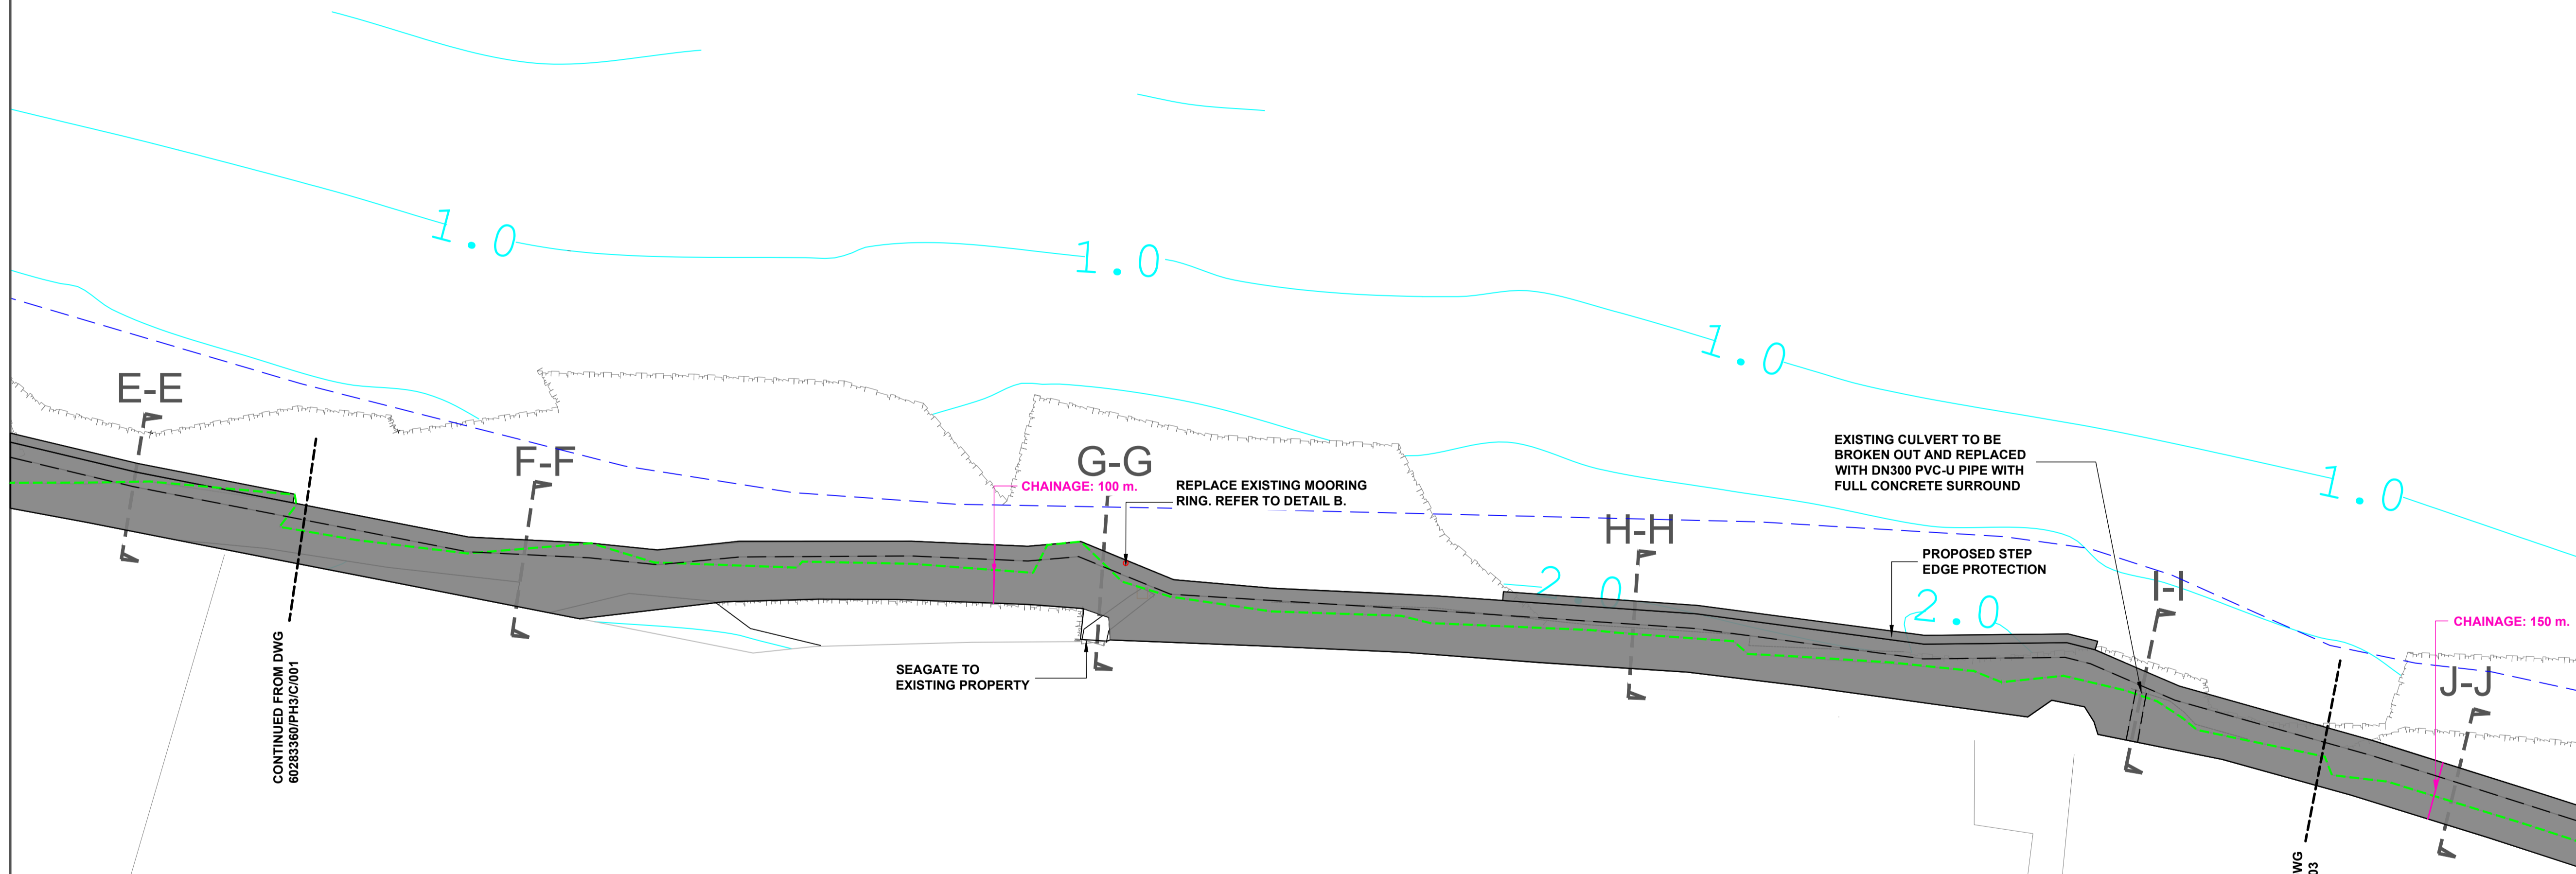 1.0
1.0
1.0
1.0
E-E
F-F
G-G
H-H
I-I
J-J
2.0
2.0
CHAINAGE: 100 m.
REPLACE EXISTING MOORING
RING. REFER TO DETAIL B.
EXISTING CULVERT TO BE
BROKEN OUT AND REPLACED
WITH DN300 PVC-U PIPE WITH
FULL CONCRETE SURROUND
PROPOSED STEP
EDGE PROTECTION
CHAINAGE: 150 m.
SEAGATE TO
EXISTING PROPERTY
CONTINUED FROM DWG
60283360/PH3/C/001
WG
03